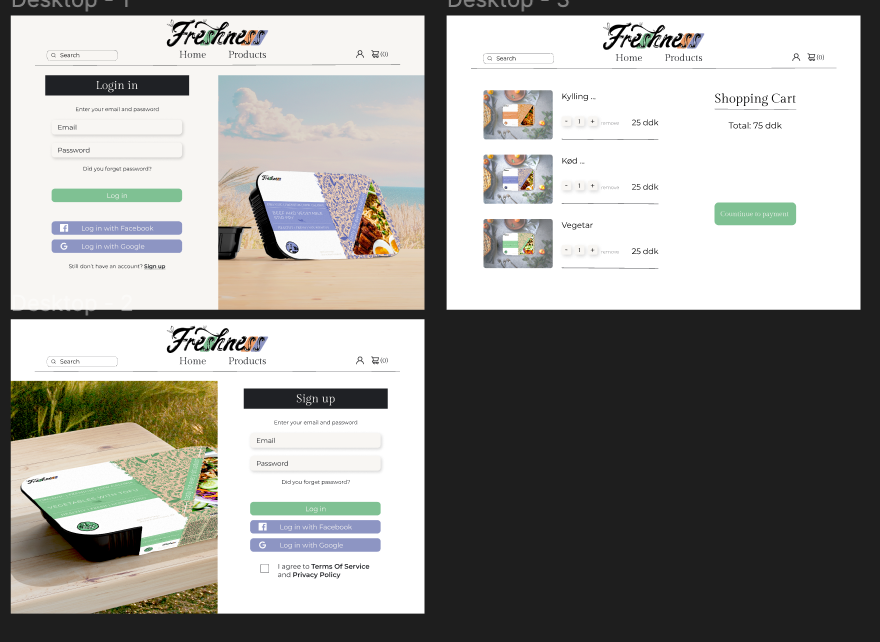 Desktop - 1
Freshness
Search
Home Products
(0)
Login in
Enter your email and password
Email
Password
Did you forget password?
Log in
Log in with Facebook
Log in with Google
Still don't have an account? Sign up
Freshness
Desktop - 3
Freshness
Search
Home Products
(0)
Kylling ...
- 1 + remove 25 ddk
Kød ...
- 1 + remove 25 ddk
Vegetar
- 1 + remove 25 ddk
Shopping Cart
Total: 75 ddk
Desktop - 2
Freshness
Search
Home Products
(0)
Freshness
VEGETABLES WITH TOFU
Sign up
Enter your email and password
Email
Password
Did you forget password?
Log in
Log in with Facebook
Log in with Google
I agree to Terms Of Service
and Privacy Policy